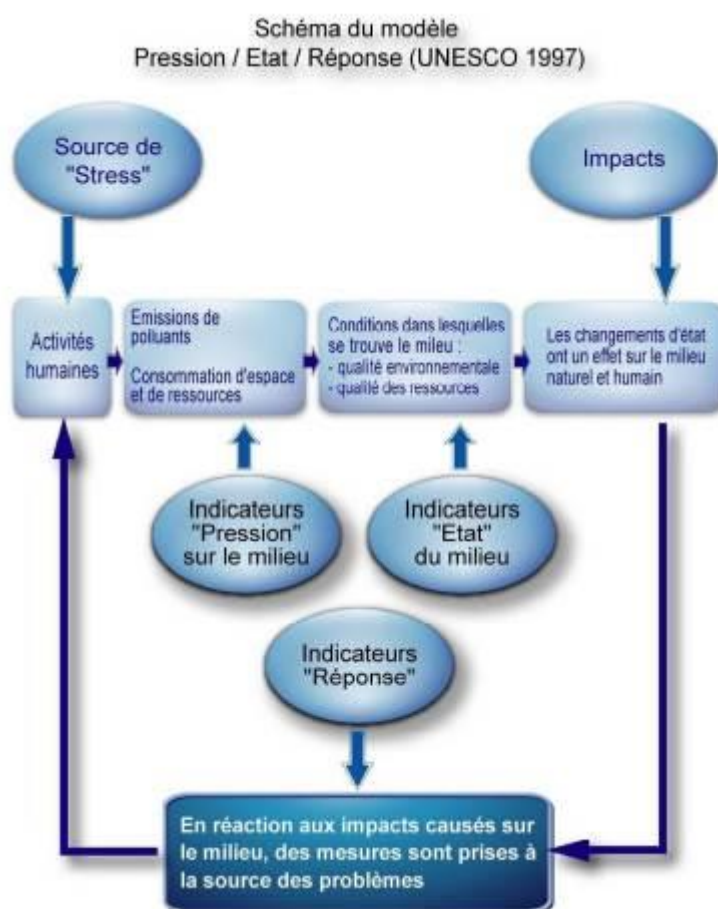 Schéma du modèle
Pression / Etat / Réponse (UNESCO 1997)
Source de
"Stress"
Impacts
Activités
humaines
Emissions de
polluants
Consommation d'espace
et de ressources
Conditions dans lesquelles
se trouve le mileu :
- qualité environnementale
- qualité des ressources
Les changements d'état
ont un effet sur le milieu
naturel et humain
Indicateurs
"Pression"
sur le milieu
Indicateurs
"Etat"
du milieu
Indicateurs
"Réponse"
En réaction aux impacts causés sur
le milieu, des mesures sont prises à
la source des problèmes